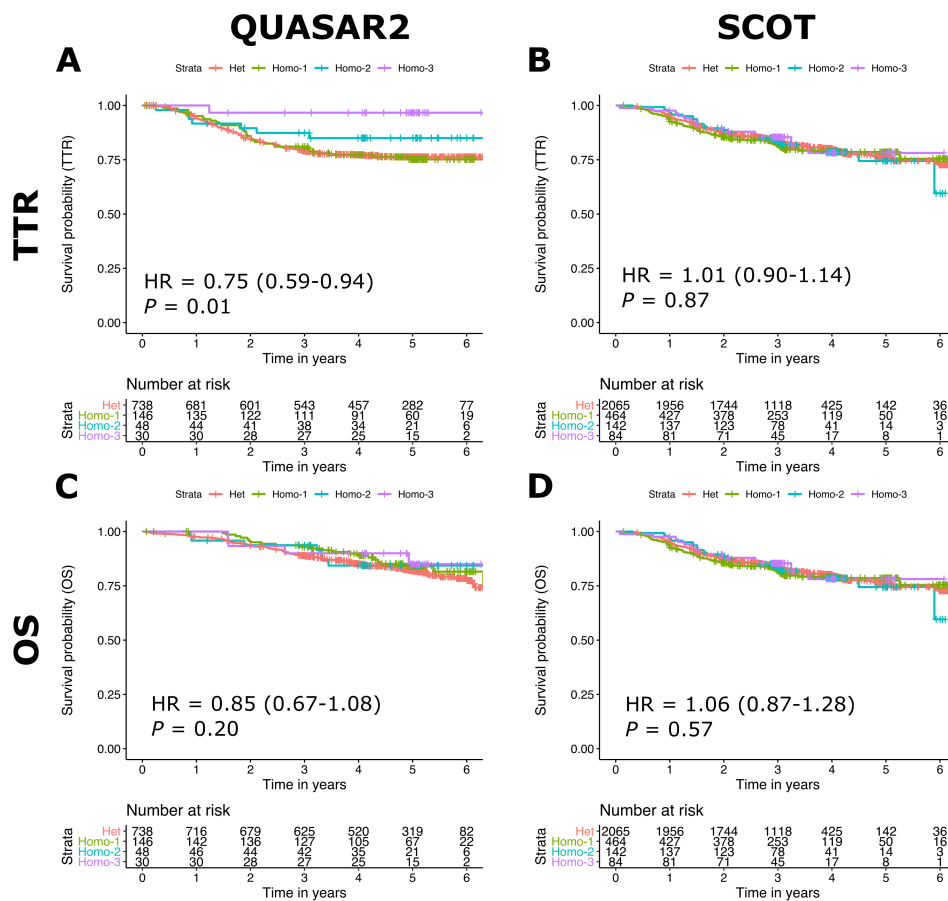 QUASAR2 SCOT
A
Strata Het Homo-1 Homo-2 Homo-3
TTR
Survival probability (TTR)
1.00
0.75
0.50
0.25
0.00
HR = 0.75 (0.59-0.94)
P = 0.01
0 1 2 3 4 5 6
Time in years
Number at risk
Strata
Het 738 681 601 543 457 282 77
Homo-1 146 135 122 111 91 60 19
Homo-2 48 44 41 38 34 21 6
Homo-3 30 30 28 27 25 15 2
0 1 2 3 4 5 6
Time in years
B
Strata Het Homo-1 Homo-2 Homo-3
Survival probability (TTR)
1.00
0.75
0.50
0.25
0.00
HR = 1.01 (0.90-1.14)
P = 0.87
0 1 2 3 4 5 6
Time in years
Number at risk
Strata
Het 2065 1956 1744 1118 425 142 36
Homo-1 464 427 378 253 119 50 16
Homo-2 142 137 123 78 41 14 3
Homo-3 84 81 71 45 17 8 1
0 1 2 3 4 5 6
Time in years
C
Strata Het Homo-1 Homo-2 Homo-3
OS
Survival probability (OS)
1.00
0.75
0.50
0.25
0.00
HR = 0.85 (0.67-1.08)
P = 0.20
0 1 2 3 4 5 6
Time in years
Number at risk
Strata
Het 738 716 679 625 520 319 82
Homo-1 146 142 136 127 105 67 22
Homo-2 48 46 44 42 35 21 6
Homo-3 30 30 28 27 25 15 2
0 1 2 3 4 5 6
Time in years
D
Strata Het Homo-1 Homo-2 Homo-3
Survival probability (OS)
1.00
0.75
0.50
0.25
0.00
HR = 1.06 (0.87-1.28)
P = 0.57
0 1 2 3 4 5 6
Time in years
Number at risk
Strata
Het 2065 1956 1744 1118 425 142 36
Homo-1 464 427 378 253 119 50 16
Homo-2 142 137 123 78 41 14 3
Homo-3 84 81 71 45 17 8 1
0 1 2 3 4 5 6
Time in years